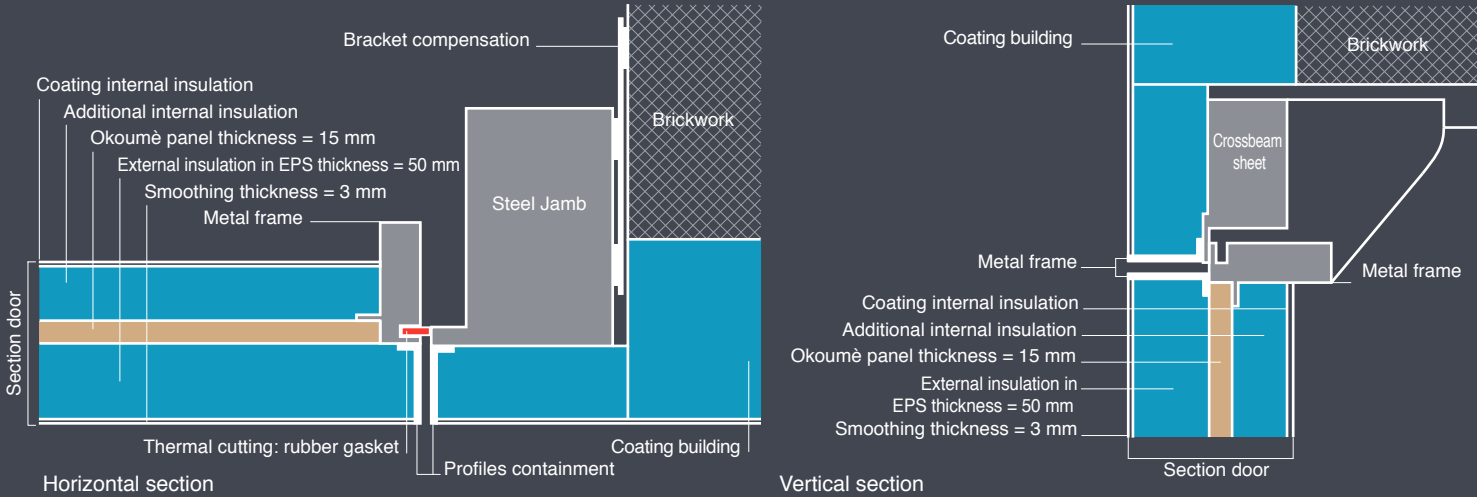 Bracket compensation
Coating internal insulation
Additional internal insulation
Okoumè panel thickness = 15 mm
External insulation in EPS thickness = 50 mm
Smoothing thickness = 3 mm
Metal frame
Brickwork
Steel Jamb
Section door
Thermal cutting: rubber gasket
Coating building
Profiles containment
Horizontal section
Coating building
Brickwork
Crossbeam
sheet
Metal frame
Metal frame
Coating internal insulation
Additional internal insulation
Okoumè panel thickness = 15 mm
External insulation in
EPS thickness = 50 mm
Smoothing thickness = 3 mm
Section door
Vertical section